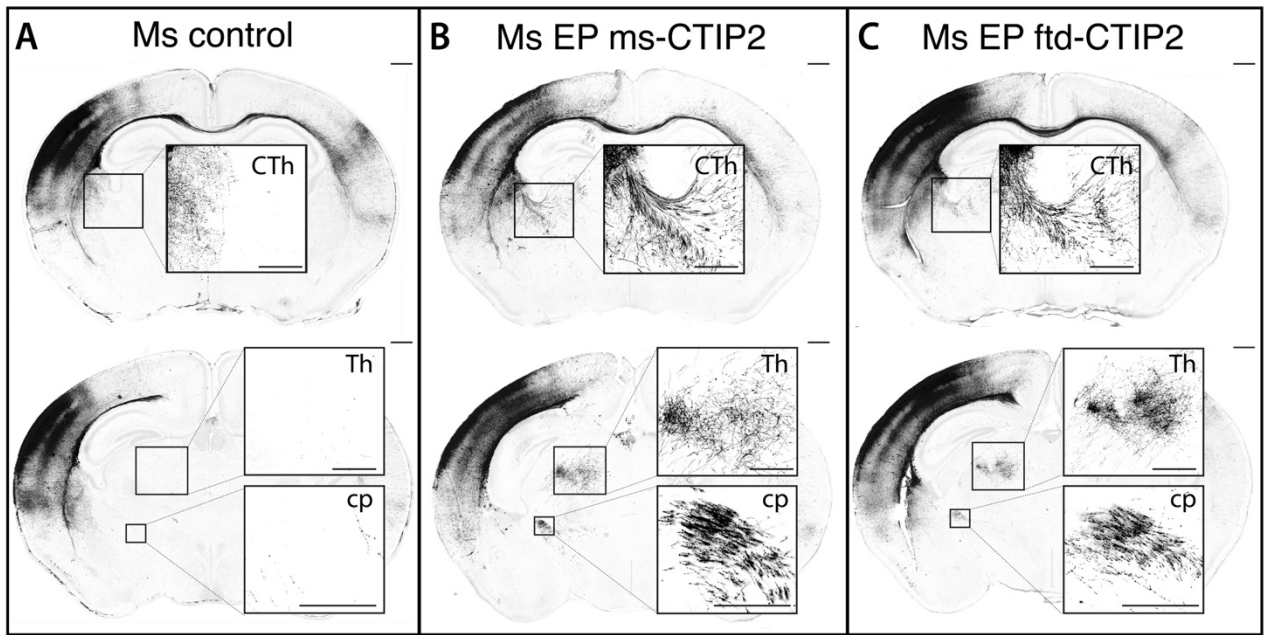 A Ms control
B Ms EP ms-CTIP2
C Ms EP ftd-CTIP2
CTh
CTh
CTh
Th
Th
Th
cp
cp
cp